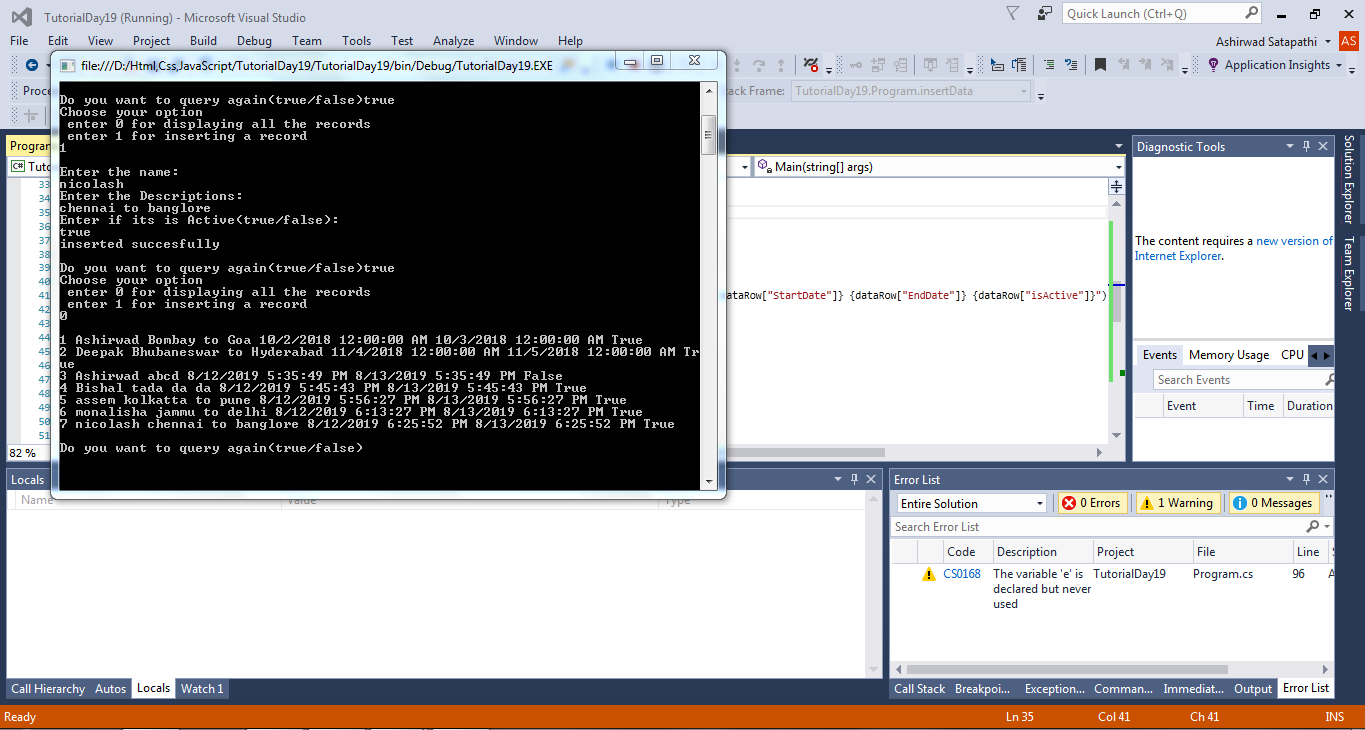 TutorialDay19 (Running) - Microsoft Visual Studio
Quick Launch (Ctrl+Q)
File Edit View Project Build Debug Team Tools Test Analyze Window Help
Ashirwad Satapathi AS
file:///D:/Html,Css,JavaScript/TutorialDay19/TutorialDay19/bin/Debug/TutorialDay19.EXE
Application Insights
Proce
ack Frame: TutorialDay19.Program.insertData
Program
C# Tuto
Main(string[] args)
Do you want to query again(true/false)true
Choose your option
enter 0 for displaying all the records
enter 1 for inserting a record
1
Enter the name:
nicolash
Enter the Descriptions:
chennai to banglore
Enter if its is Active(true/false):
true
inserted succesfully
Do you want to query again(true/false)true
Choose your option
enter 0 for displaying all the records
enter 1 for inserting a record
0
1 Ashirwad Bombay to Goa 10/2/2018 12:00:00 AM 10/3/2018 12:00:00 AM True
2 Deepak Bhubaneswar to Hyderabad 11/4/2018 12:00:00 AM 11/5/2018 12:00:00 AM Tr
ue
3 Ashirwad abcd 8/12/2019 5:35:49 PM 8/13/2019 5:35:49 PM False
4 Bishal tada da da 8/12/2019 5:45:43 PM 8/13/2019 5:45:43 PM True
5 assem kolkatta to pune 8/12/2019 5:56:27 PM 8/13/2019 5:56:27 PM True
6 monalisha jammu to delhi 8/12/2019 6:13:27 PM 8/13/2019 6:13:27 PM True
7 nicolash chennai to banglore 8/12/2019 6:25:52 PM 8/13/2019 6:25:52 PM True
Do you want to query again(true/false)
33
34
35
36
37
38
39
40
41
42
43
44
45
46
47
48
49
50
51
82 %
dataRow["StartDate"]} {dataRow["EndDate"]} {dataRow["isActive"]}")
Diagnostic Tools
The content requires a new version of
Internet Explorer.
Events Memory Usage CPU
Search Events
Event Time Duration
Solution Explorer
Team Explorer
Locals
Name Value Type
Call Hierarchy Autos Locals Watch 1
Error List
Entire Solution 0 Errors 1 Warning 0 Messages
Search Error List
Code Description Project File Line S
CS0168 The variable 'e' is TutorialDay19 Program.cs 96 A
declared but never
used
Call Stack Breakpoi... Exception... Comman... Immediat... Output Error List
Ready Ln 35 Col 41 Ch 41 INS